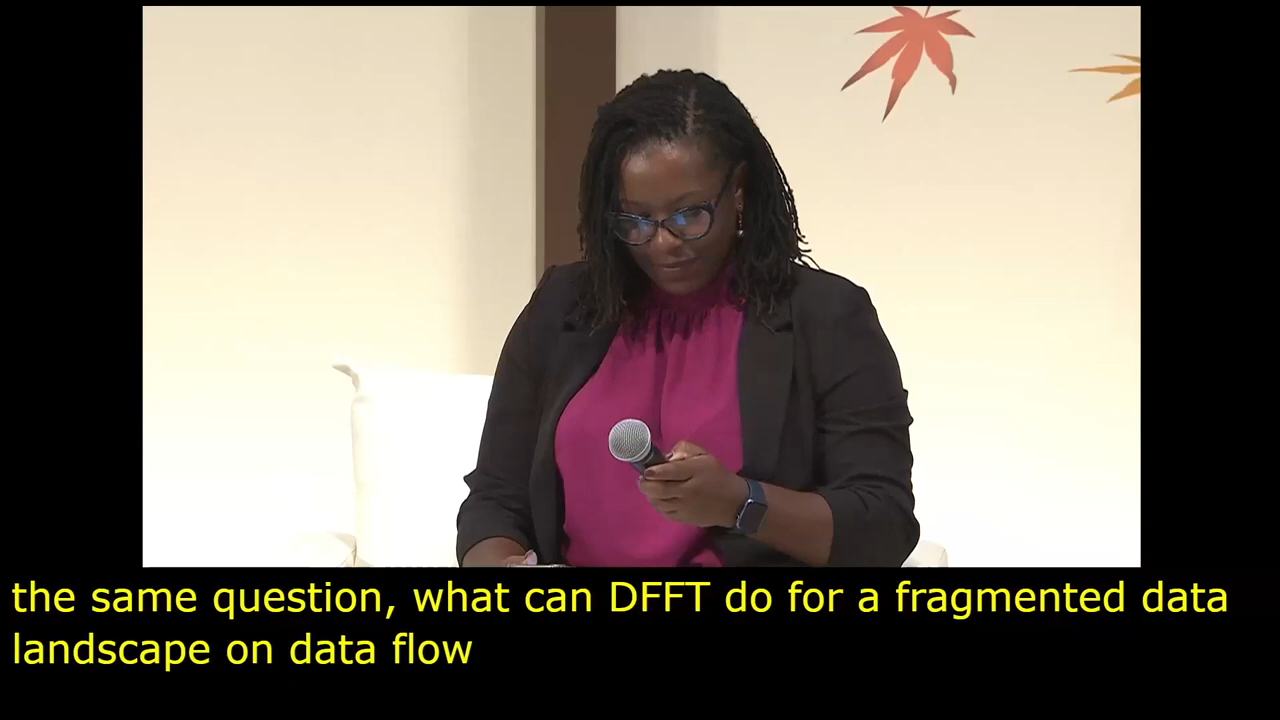 the same question, what can DFFT do for a fragmented data
landscape on data flow